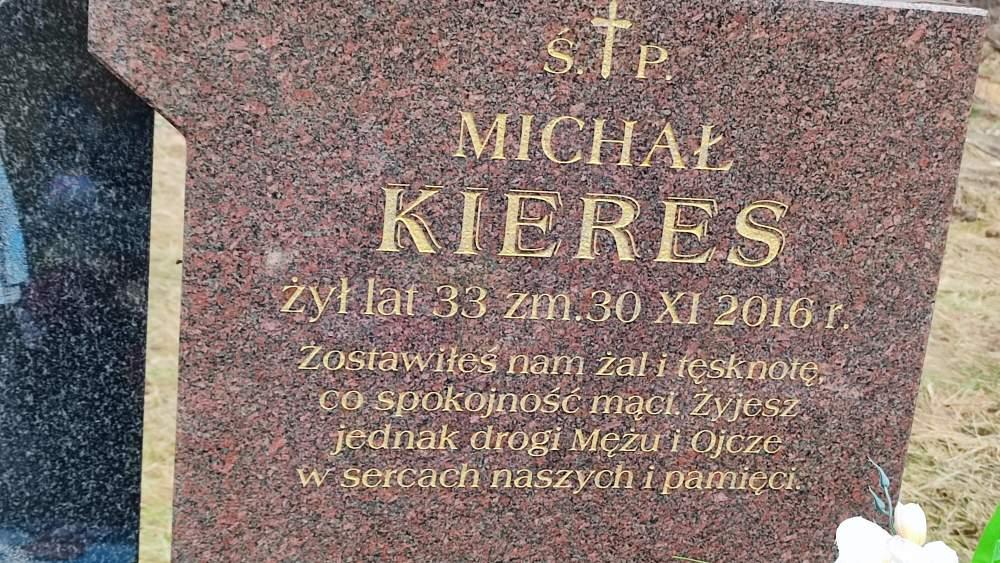 Ś. P.
MICHAŁ
KIERES
żył lat 33 zm.30 XI 2016 r.
Zostawiłeś nam żal i tęsknotę,
co spokojność mąci. Żyjesz
jednak drogi Mężu i Ojcze
w sercach naszych i pamięci.